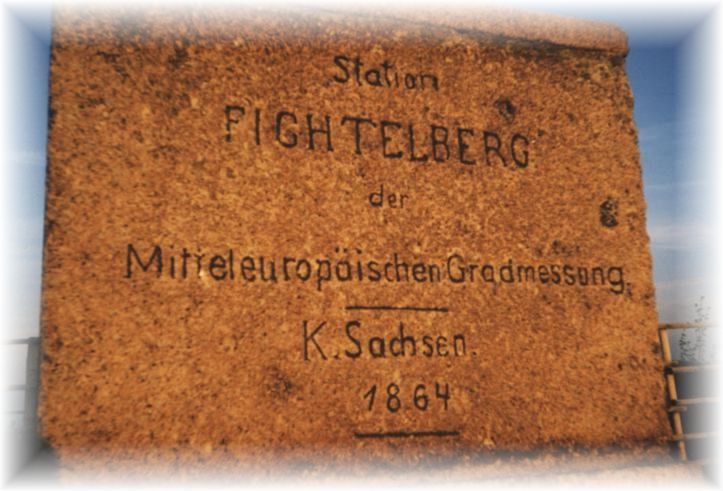 Station
FICHTELBERG
der
Mitteleuropäischen Gradmessung.
K. Sachsen.
1864